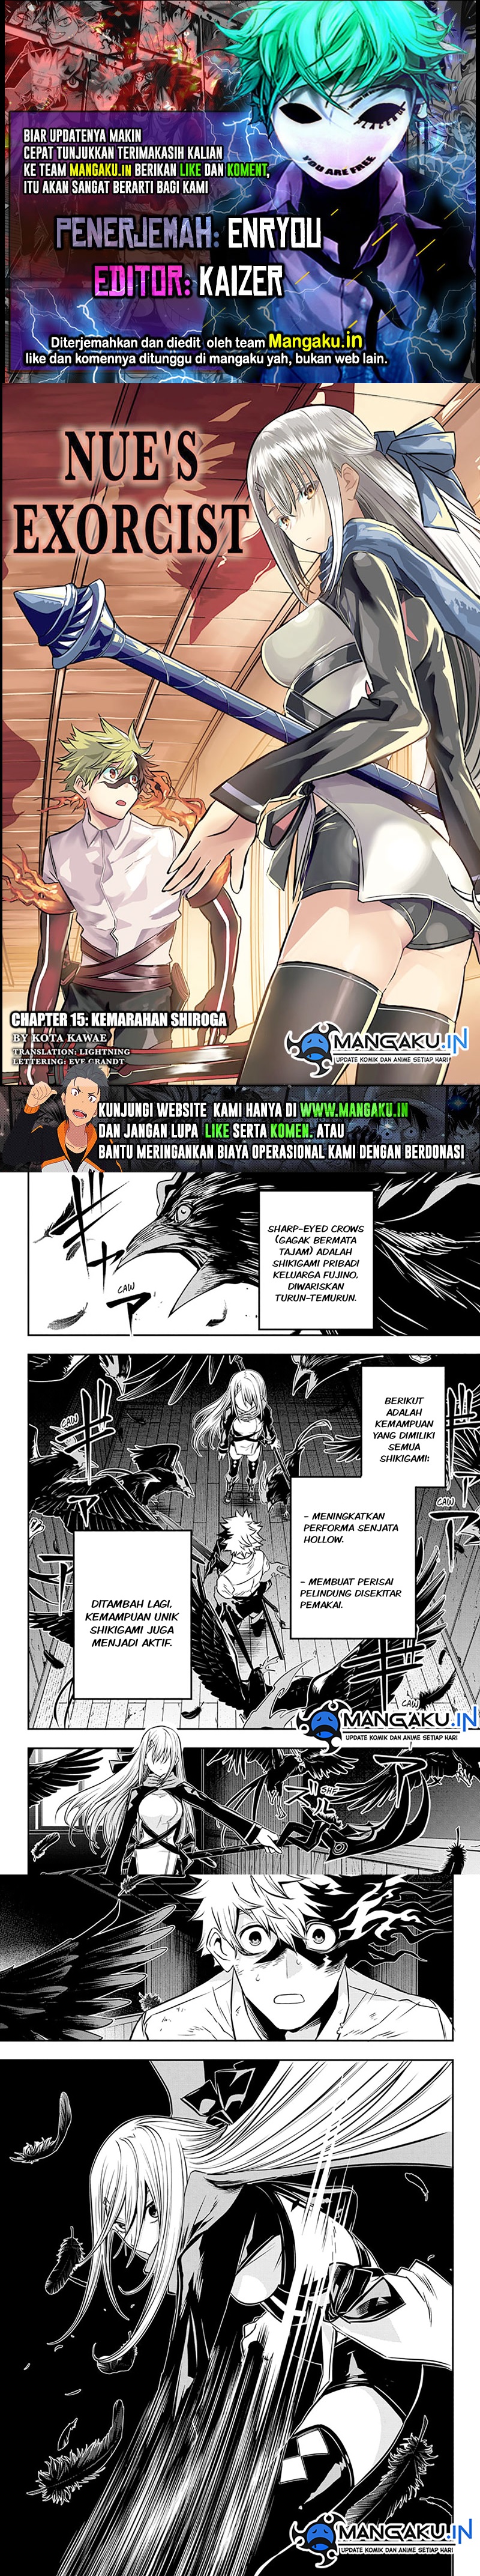 YOU ARE FREE
BIAR UPDATENYA MAKIN
CEPAT TUNJUKKAN TERIMAKASIH KALIAN
KE TEAM MANGAKU.IN BERIKAN LIKE DAN KOMENT,
ITU AKAN SANGAT BERARTI BAGI KAMI
PENERJEMAH: ENRYOU
EDITOR: KAIZER
Diterjemahkan dan diedit oleh team Mangaku.in
like dan komennya ditunggu di mangaku yah, bukan web lain.
NUE'S
EXORCIST
CHAPTER 15: KEMARAHAN SHIROGA
BY KOTA KAWAE
TRANSLATION: LIGHTNING
LETTERING: EVE GRANDT
MANGAKU.IN
UPDATE KOMIK DAN ANIME SETIAP HARI
KUNJUNGI WEBSITE KAMI HANYA DI WWW.MANGAKU.IN
DAN JANGAN LUPA LIKE SERTA KOMEN. ATAU
BANTU MERINGANKAN BIAYA OPERASIONAL KAMI DENGAN BERDONASI
SHARP-EYED CROWS
(GAGAK BERMATA
TAJAM) ADALAH
SHIKIGAMI PRIBADI
KELUARGA FUJINO,
DIWARISKAN
TURUN-TEMURUN.
CAW
ギャア
BERIKUT
ADALAH
KEMAMPUAN
YANG DIMILIKI
SEMUA
SHIKIGAMI:
CAW
CAW
CAW
- MENINGKATKAN
PERFORMA SENJATA
HOLLOW.
- MEMBUAT PERISAI
PELINDUNG DISEKITAR
PEMAKAI.
DITAMBAH LAGI,
KEMAMPUAN UNIK
SHIKIGAMI JUGA
MENJADI AKTIF.
CAW
MANGAKU.IN
UPDATE KOMIK DAN ANIME SETIAP HARI
MANGAKU.IN
UPDATE KOMIK DAN ANIME SETIAP HARI